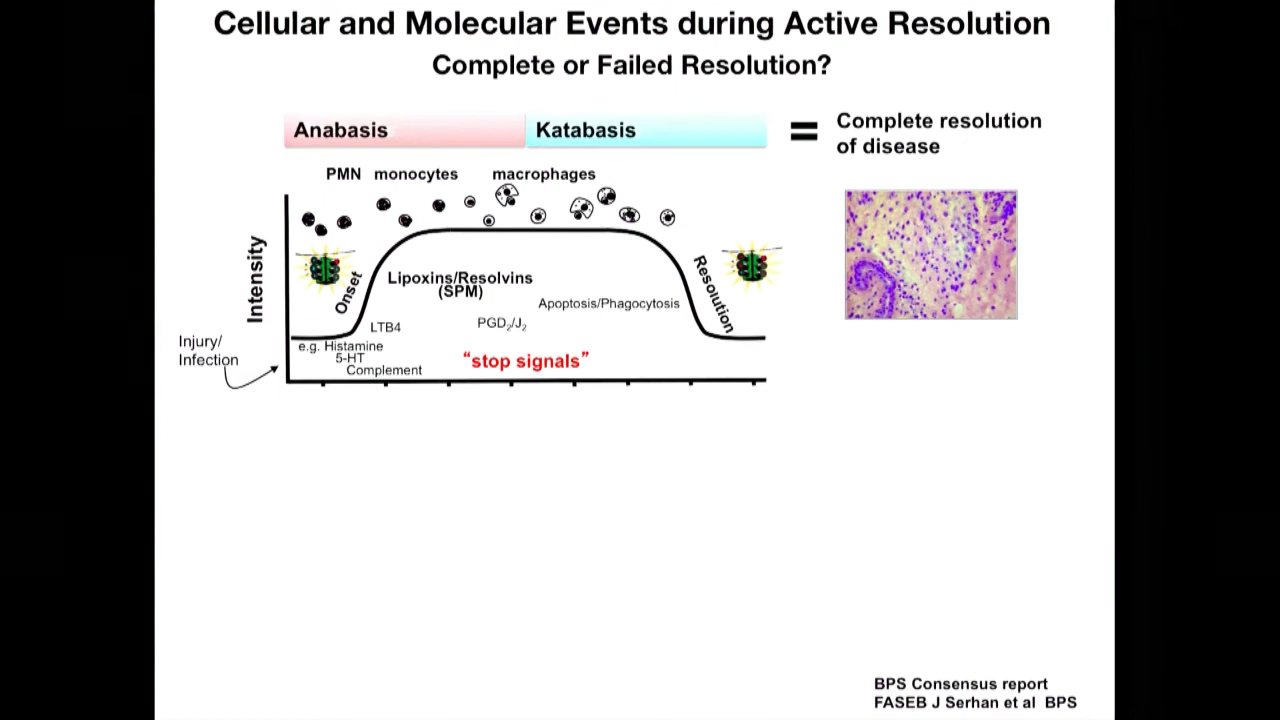 Cellular and Molecular Events during Active Resolution
Complete or Failed Resolution?
Anabasis
Katabasis
=
Complete resolution
of disease
PMN monocytes macrophages
Intensity
Onset
Lipoxins/Resolvins
(SPM)
Apoptosis/Phagocytosis
Resolution
LTB4
PGD₂/J₂
Injury/
Infection
e.g. Histamine
5-HT
Complement
“stop signals”
BPS Consensus report
FASEB J Serhan et al BPS